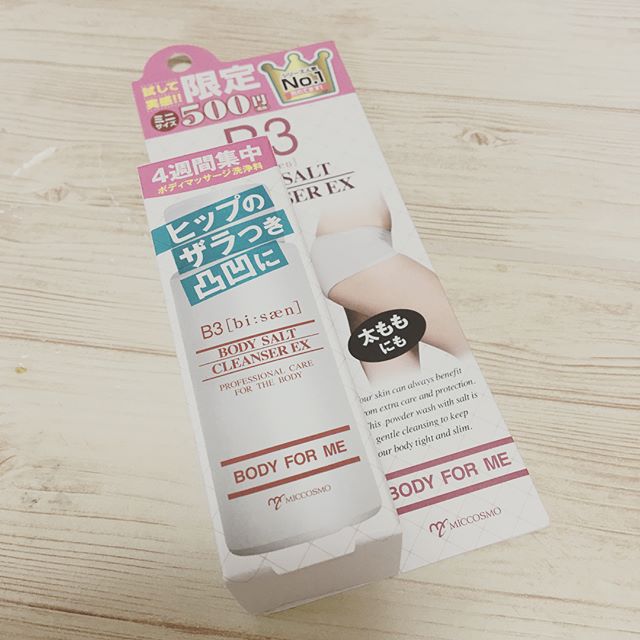 試して
実感!!
限定
ミニ
サイズ
500円
No.1
B3
SALT
SER EX
4週間集中
ボディマッサージ洗浄料
ヒップの
ザラつき
凸凹に
B3[bi:sæn]
BODY SALT
CLEANSER EX
PROFESSIONAL CARE
FOR THE BODY
BODY FOR ME
MICCOSMO
太もも
にも
our skin can always benefit
rom extra care and protection.
This powder wash with salt is
gentle cleansing to keep
our body tight and slim.
BODY FOR ME
MICCOSMO